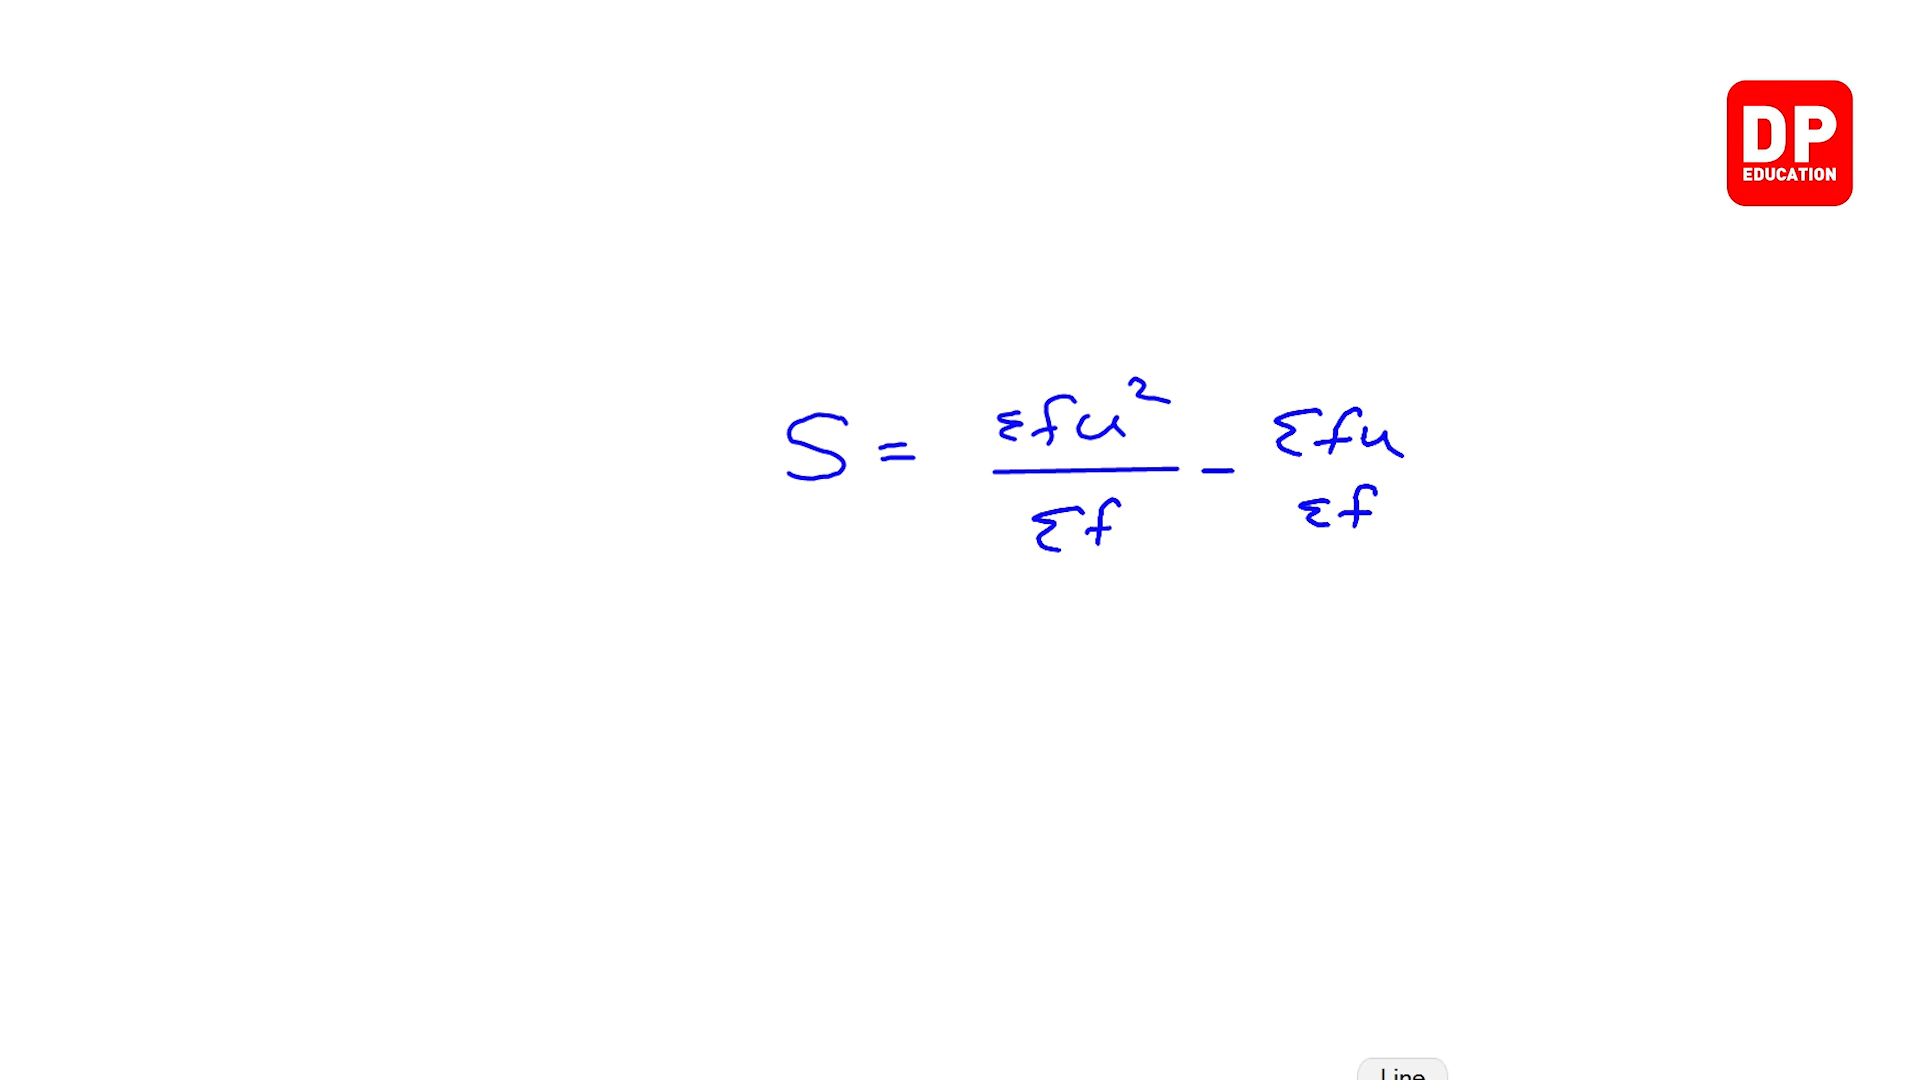 DP
EDUCATION
S = Σfu² / Σf - Σfu Σf
Line